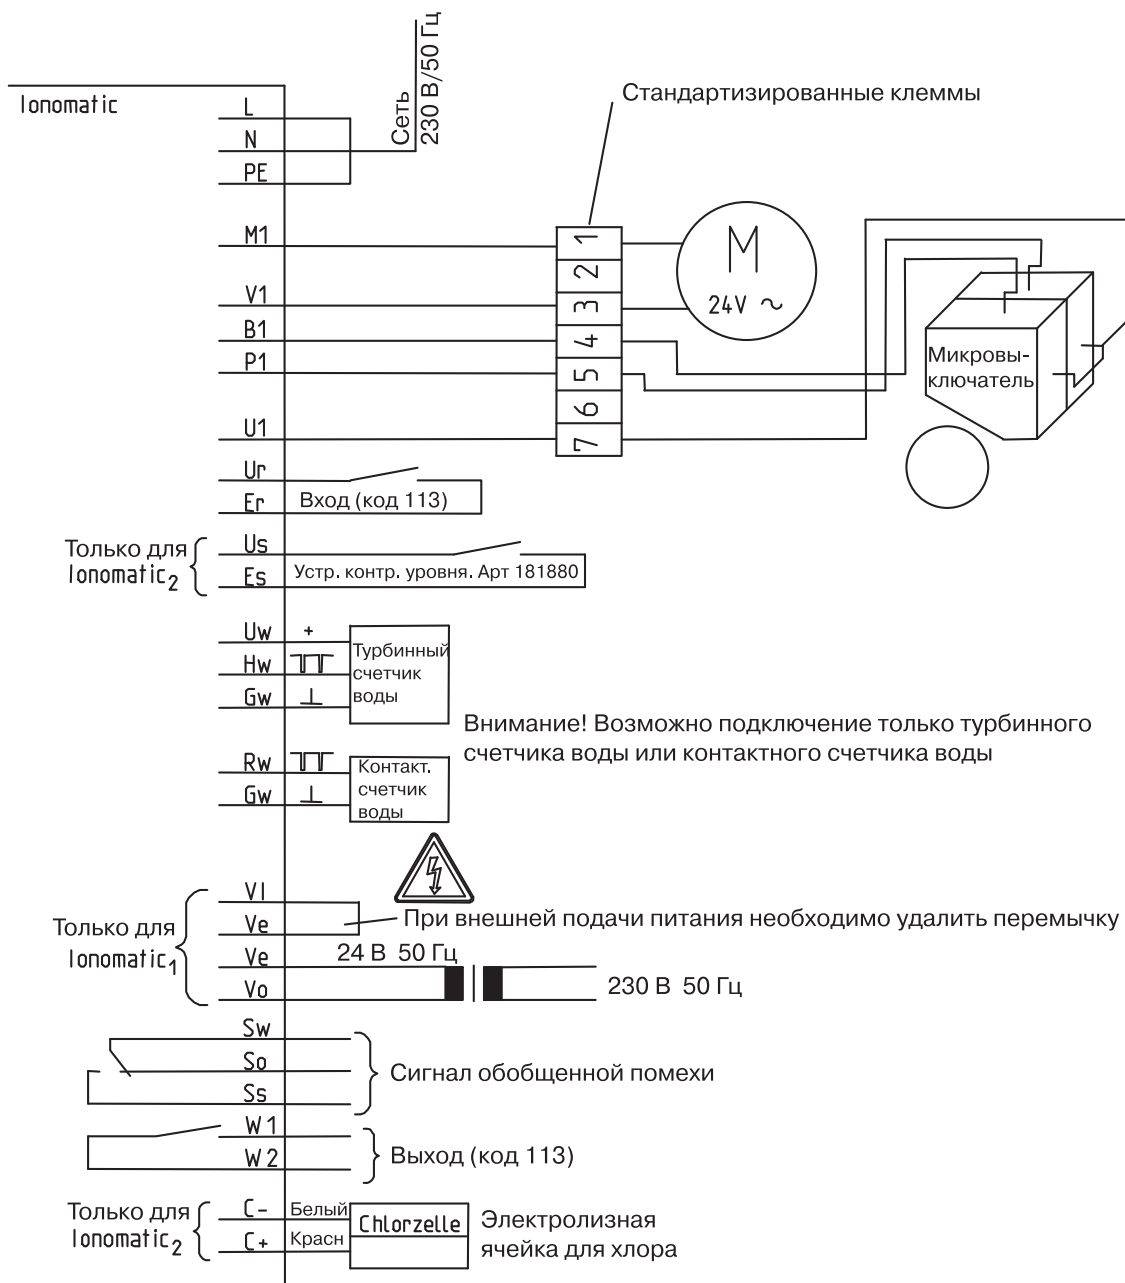 Ionomatic
L
N
PE
Сеть
230 В/50 Гц
Стандартизированные клеммы
M1
V1
B1
P1
U1
1
2
3
4
5
6
7
M
24V ~
Микровы-
ключатель
Ur
Er
Вход (код 113)
Только для
Ionomatic2
Us
Es
Устр. контр. уровня. Арт 181880
Uw
+
Hw
Gw
Турбинный
счетчик
воды
Внимание! Возможно подключение только турбинного
счетчика воды или контактного счетчика воды
Rw
Gw
Контакт.
счетчик
воды
Только для
Ionomatic1
Vl
Ve
При внешней подачи питания необходимо удалить перемычку
Ve
24 В 50 Гц
Vo
230 В 50 Гц
Sw
So
Ss
Сигнал обобщенной помехи
W1
W2
Выход (код 113)
Только для
Ionomatic2
C-
Белый
C+
Красн
Chlorzelle
Электролизная
ячейка для хлора